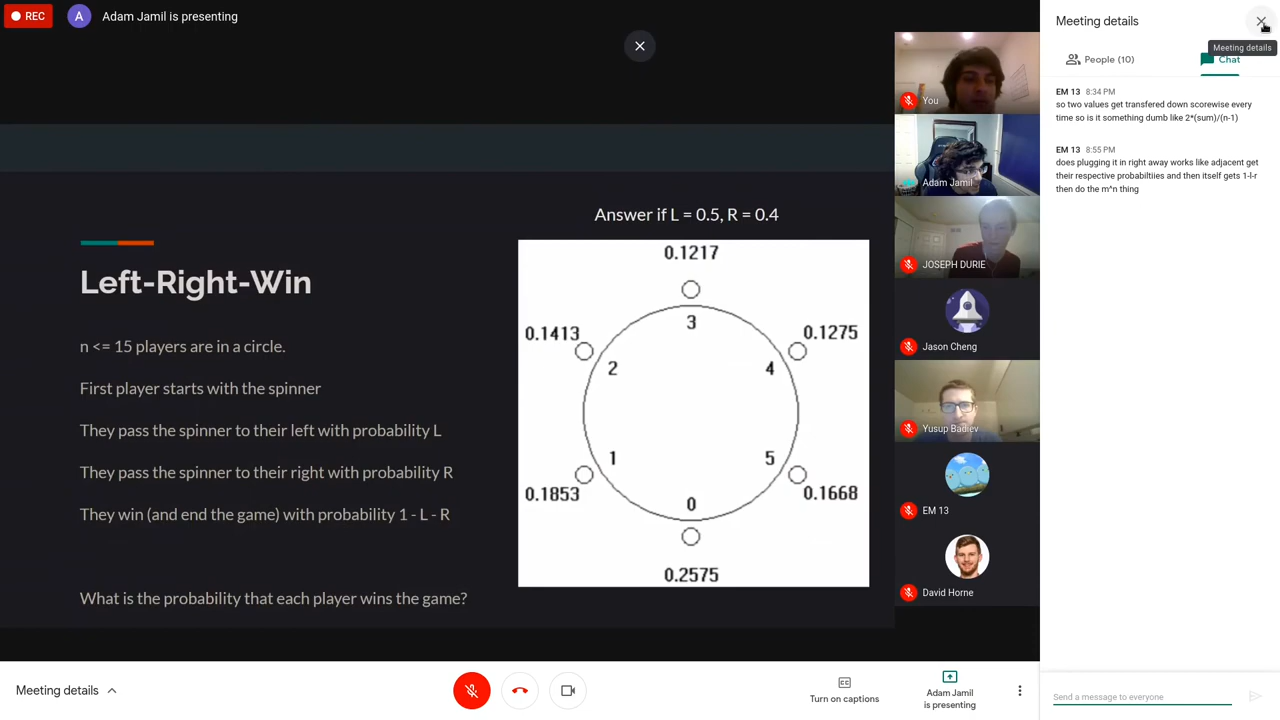 REC
A
Adam Jamil is presenting
Meeting details
Meeting details
People (10)
Chat
EM 13 8:34 PM
so two values get transfered down scorewise every
time so is it something dumb like 2*(sum)/(n-1)
EM 13 8:55 PM
does plugging it in right away works like adjacent get
their respective probabiltiies and then itself gets 1-l-r
then do the m^n thing
Left-Right-Win
n <= 15 players are in a circle.
First player starts with the spinner
They pass the spinner to their left with probability L
They pass the spinner to their right with probability R
They win (and end the game) with probability 1 - L - R
What is the probability that each player wins the game?
Answer if L = 0.5, R = 0.4
0.1217
3
0.1413
0.1275
2
4
1
5
0.1853
0.1668
0
0.2575
You
Adam Jamil
JOSEPH DURIE
Jason Cheng
Yusup Badiev
EM 13
David Horne
Meeting details
Turn on captions
Adam Jamil
is presenting
Send a message to everyone